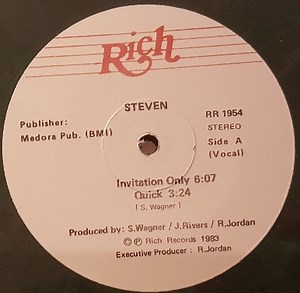 Rich
STEVEN
Publisher:
Medora Pub. (BMI)
RR 1954
STEREO
Side A
(Vocal)
Invitation Only 6:07
Quick 3:24
( S. Wagner )
Produced by: S.Wagner / J.Rivers / R.Jordan
© ℗ Rich Records 1983
Executive Producer : R.Jordan